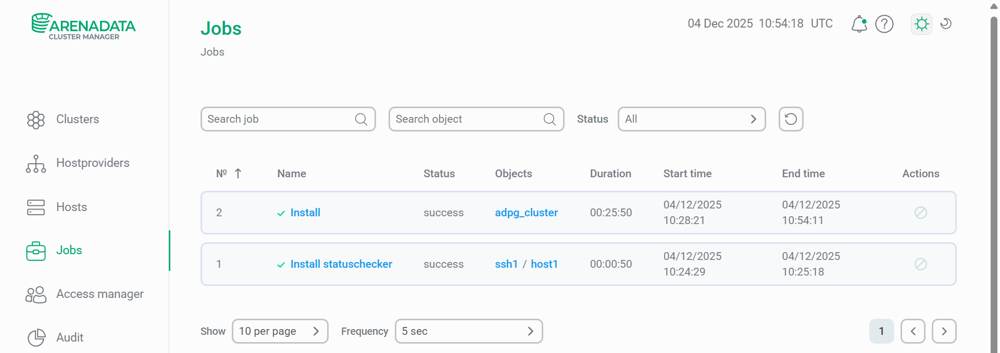 ARENADATA
CLUSTER MANAGER
Jobs
04 Dec 2025 10:54:18 UTC
Jobs
Clusters
Hostproviders
Hosts
Jobs
Access manager
Audit
Search job
Search object
Status
All
№ Name Status Objects Duration Start time End time Actions
2 Install success adpg_cluster 00:25:50 04/12/2025 10:28:21 04/12/2025 10:54:11
1 Install statuschecker success ssh1 / host1 00:00:50 04/12/2025 10:24:29 04/12/2025 10:25:18
Show 10 per page Frequency 5 sec 1